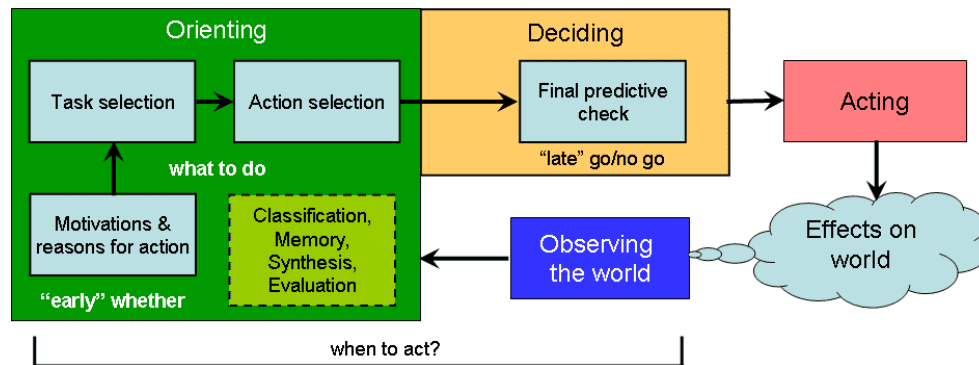 Orienting
Deciding
Task selection
Action selection
Final predictive
check
Acting
"late" go/no go
what to do
Motivations &
reasons for action
Classification,
Memory,
Synthesis,
Evaluation
Observing
the world
Effects on
world
"early" whether
when to act?